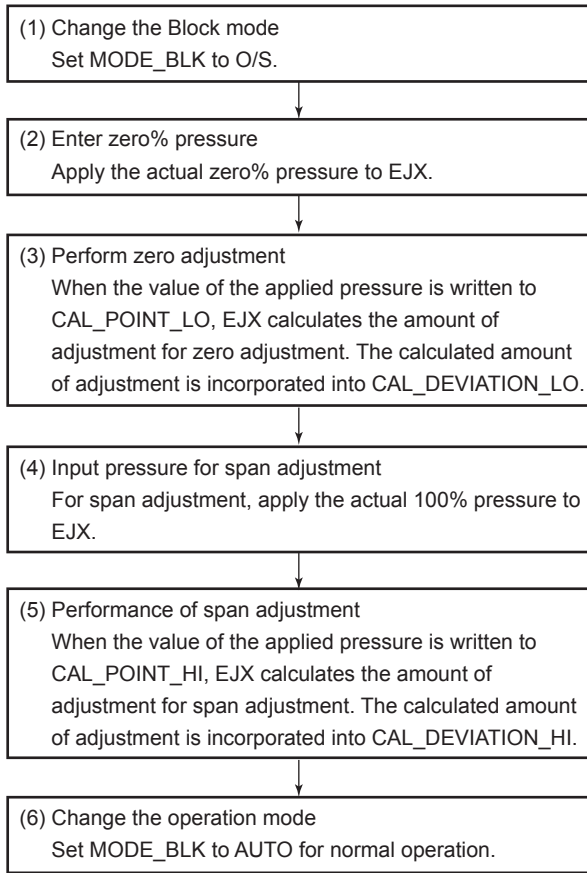 (1) Change the Block mode
Set MODE_BLK to O/S.
(2) Enter zero% pressure
Apply the actual zero% pressure to EJX.
(3) Perform zero adjustment
When the value of the applied pressure is written to
CAL_POINT_LO, EJX calculates the amount of
adjustment for zero adjustment. The calculated amount
of adjustment is incorporated into CAL_DEVIATION_LO.
(4) Input pressure for span adjustment
For span adjustment, apply the actual 100% pressure to
EJX.
(5) Performance of span adjustment
When the value of the applied pressure is written to
CAL_POINT_HI, EJX calculates the amount of
adjustment for span adjustment. The calculated amount
of adjustment is incorporated into CAL_DEVIATION_HI.
(6) Change the operation mode
Set MODE_BLK to AUTO for normal operation.